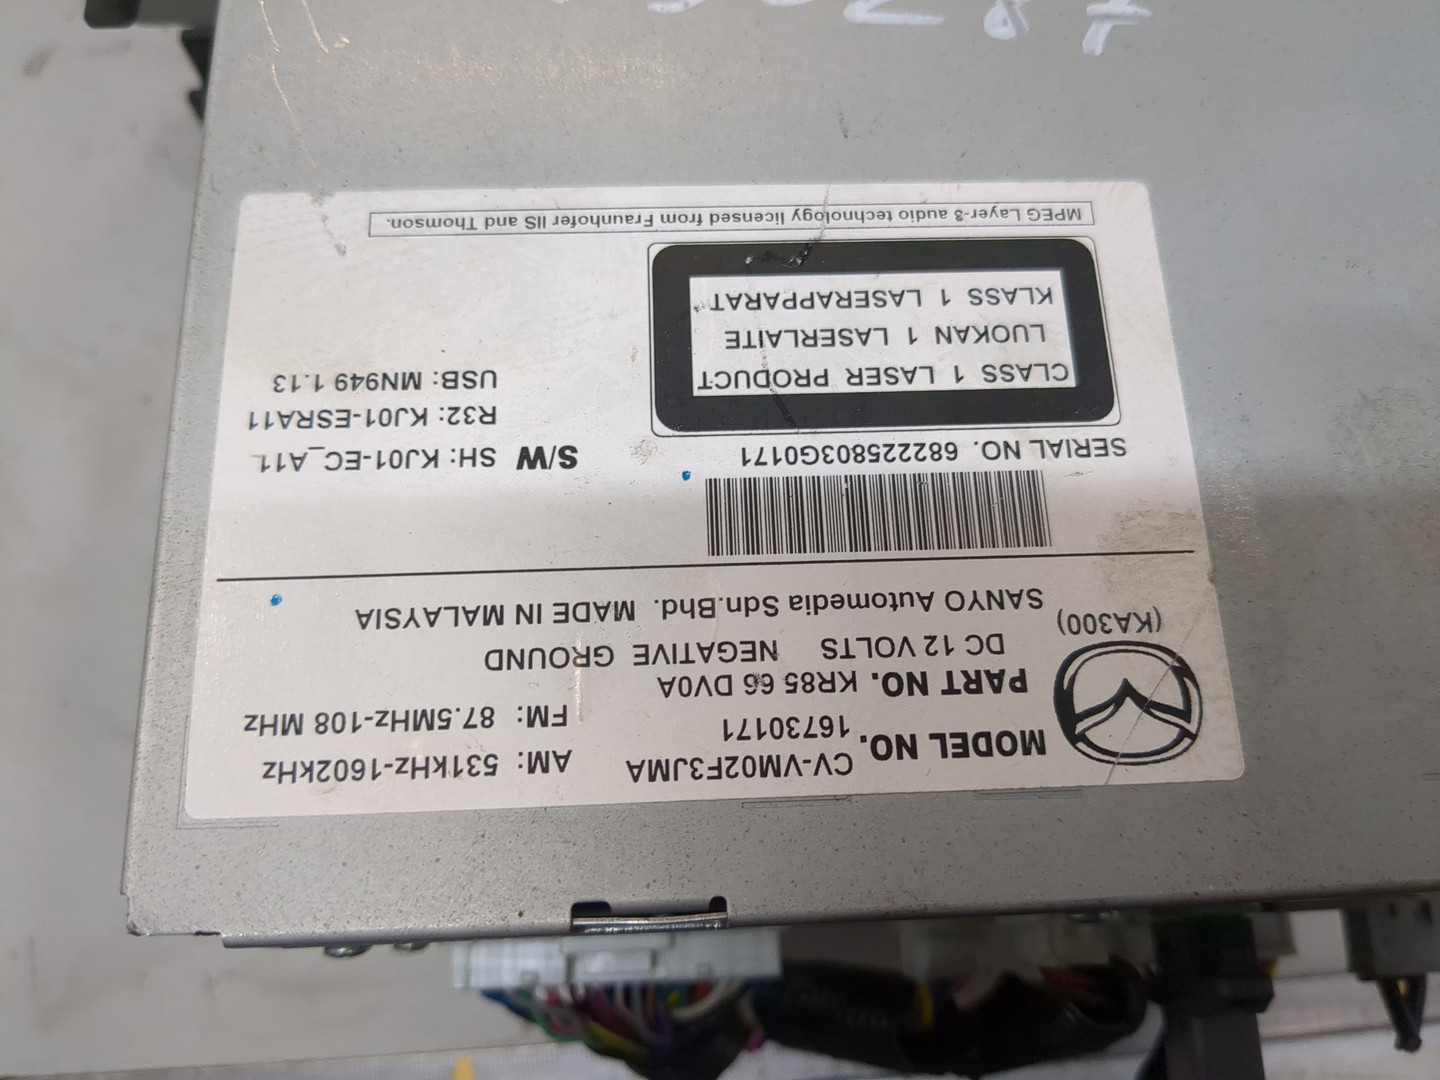 MODEL NO. CV-VM02F3JMA AM: 531kHz-1602kHz
16730171 FM: 87.5MHz-108 MHz
PART NO. KR85 66 DV0A
DC 12 VOLTS NEGATIVE GROUND
(KA300)
SANYO Automedia Sdn.Bhd. MADE IN MALAYSIA
SERIAL NO. 682225803G0171
S/W SH: KJ01-EC_A11
R32: KJ01-ESRA11
USB: MN949 1.13
CLASS 1 LASER PRODUCT
LUOKAN 1 LASERLAITE
KLASS 1 LASERAPPARAT
MPEG Layer-3 audio technology licensed from Fraunhofer IIS and Thomson.